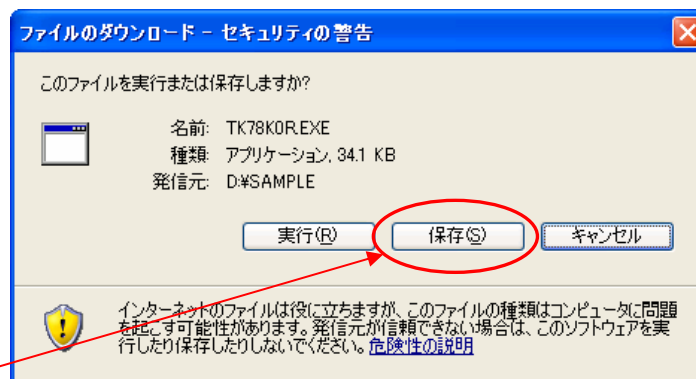 ファイルのダウンロード - セキュリティの警告
このファイルを実行または保存しますか?
名前: TK78K0R.EXE
種類: アプリケーション, 34.1 KB
発信元: D:¥SAMPLE
実行(R) 保存(S) キャンセル
インターネットのファイルは役に立ちますが、このファイルの種類はコンピュータに問題
を起こす可能性があります。発信元が信頼できない場合は、このソフトウェアを実
行したり保存したりしないでください。危険性の説明